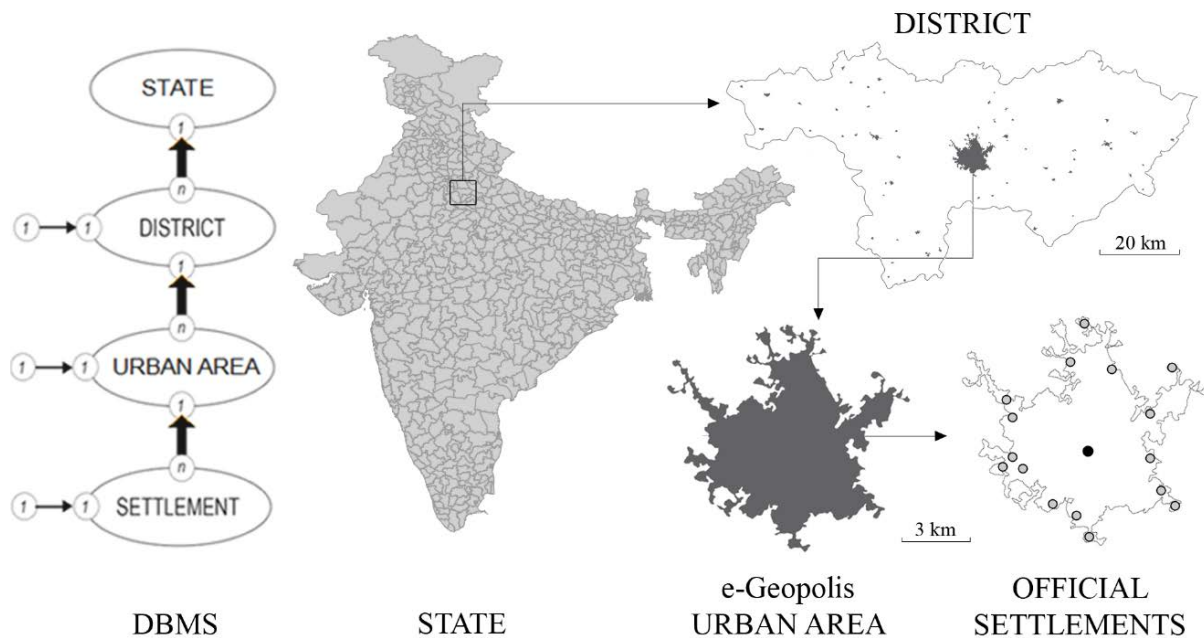 DISTRICT
STATE
1
n
1
1
DISTRICT
1
n
1
1
URBAN AREA
1
n
1
1
SETTLEMENT
20 km
3 km
DBMS
STATE
e-Geopolis
URBAN AREA
OFFICIAL
SETTLEMENTS